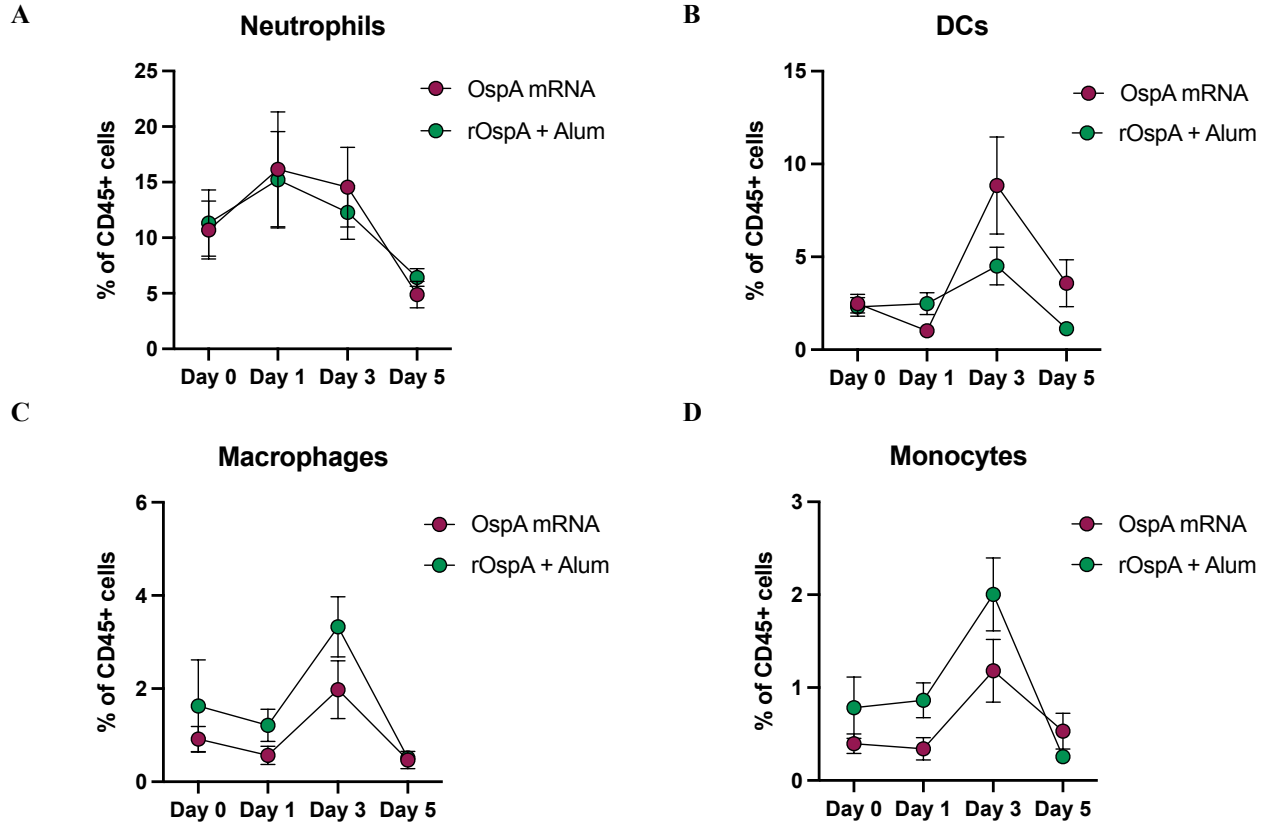 A
Neutrophils
25
20
15
10
5
0
% of CD45+ cells
Day 0 Day 1 Day 3 Day 5
OspA mRNA
rOspA + Alum
B
DCs
15
10
5
0
% of CD45+ cells
Day 0 Day 1 Day 3 Day 5
OspA mRNA
rOspA + Alum
C
Macrophages
6
4
2
0
% of CD45+ cells
Day 0 Day 1 Day 3 Day 5
OspA mRNA
rOspA + Alum
D
Monocytes
3
2
1
0
% of CD45+ cells
Day 0 Day 1 Day 3 Day 5
OspA mRNA
rOspA + Alum